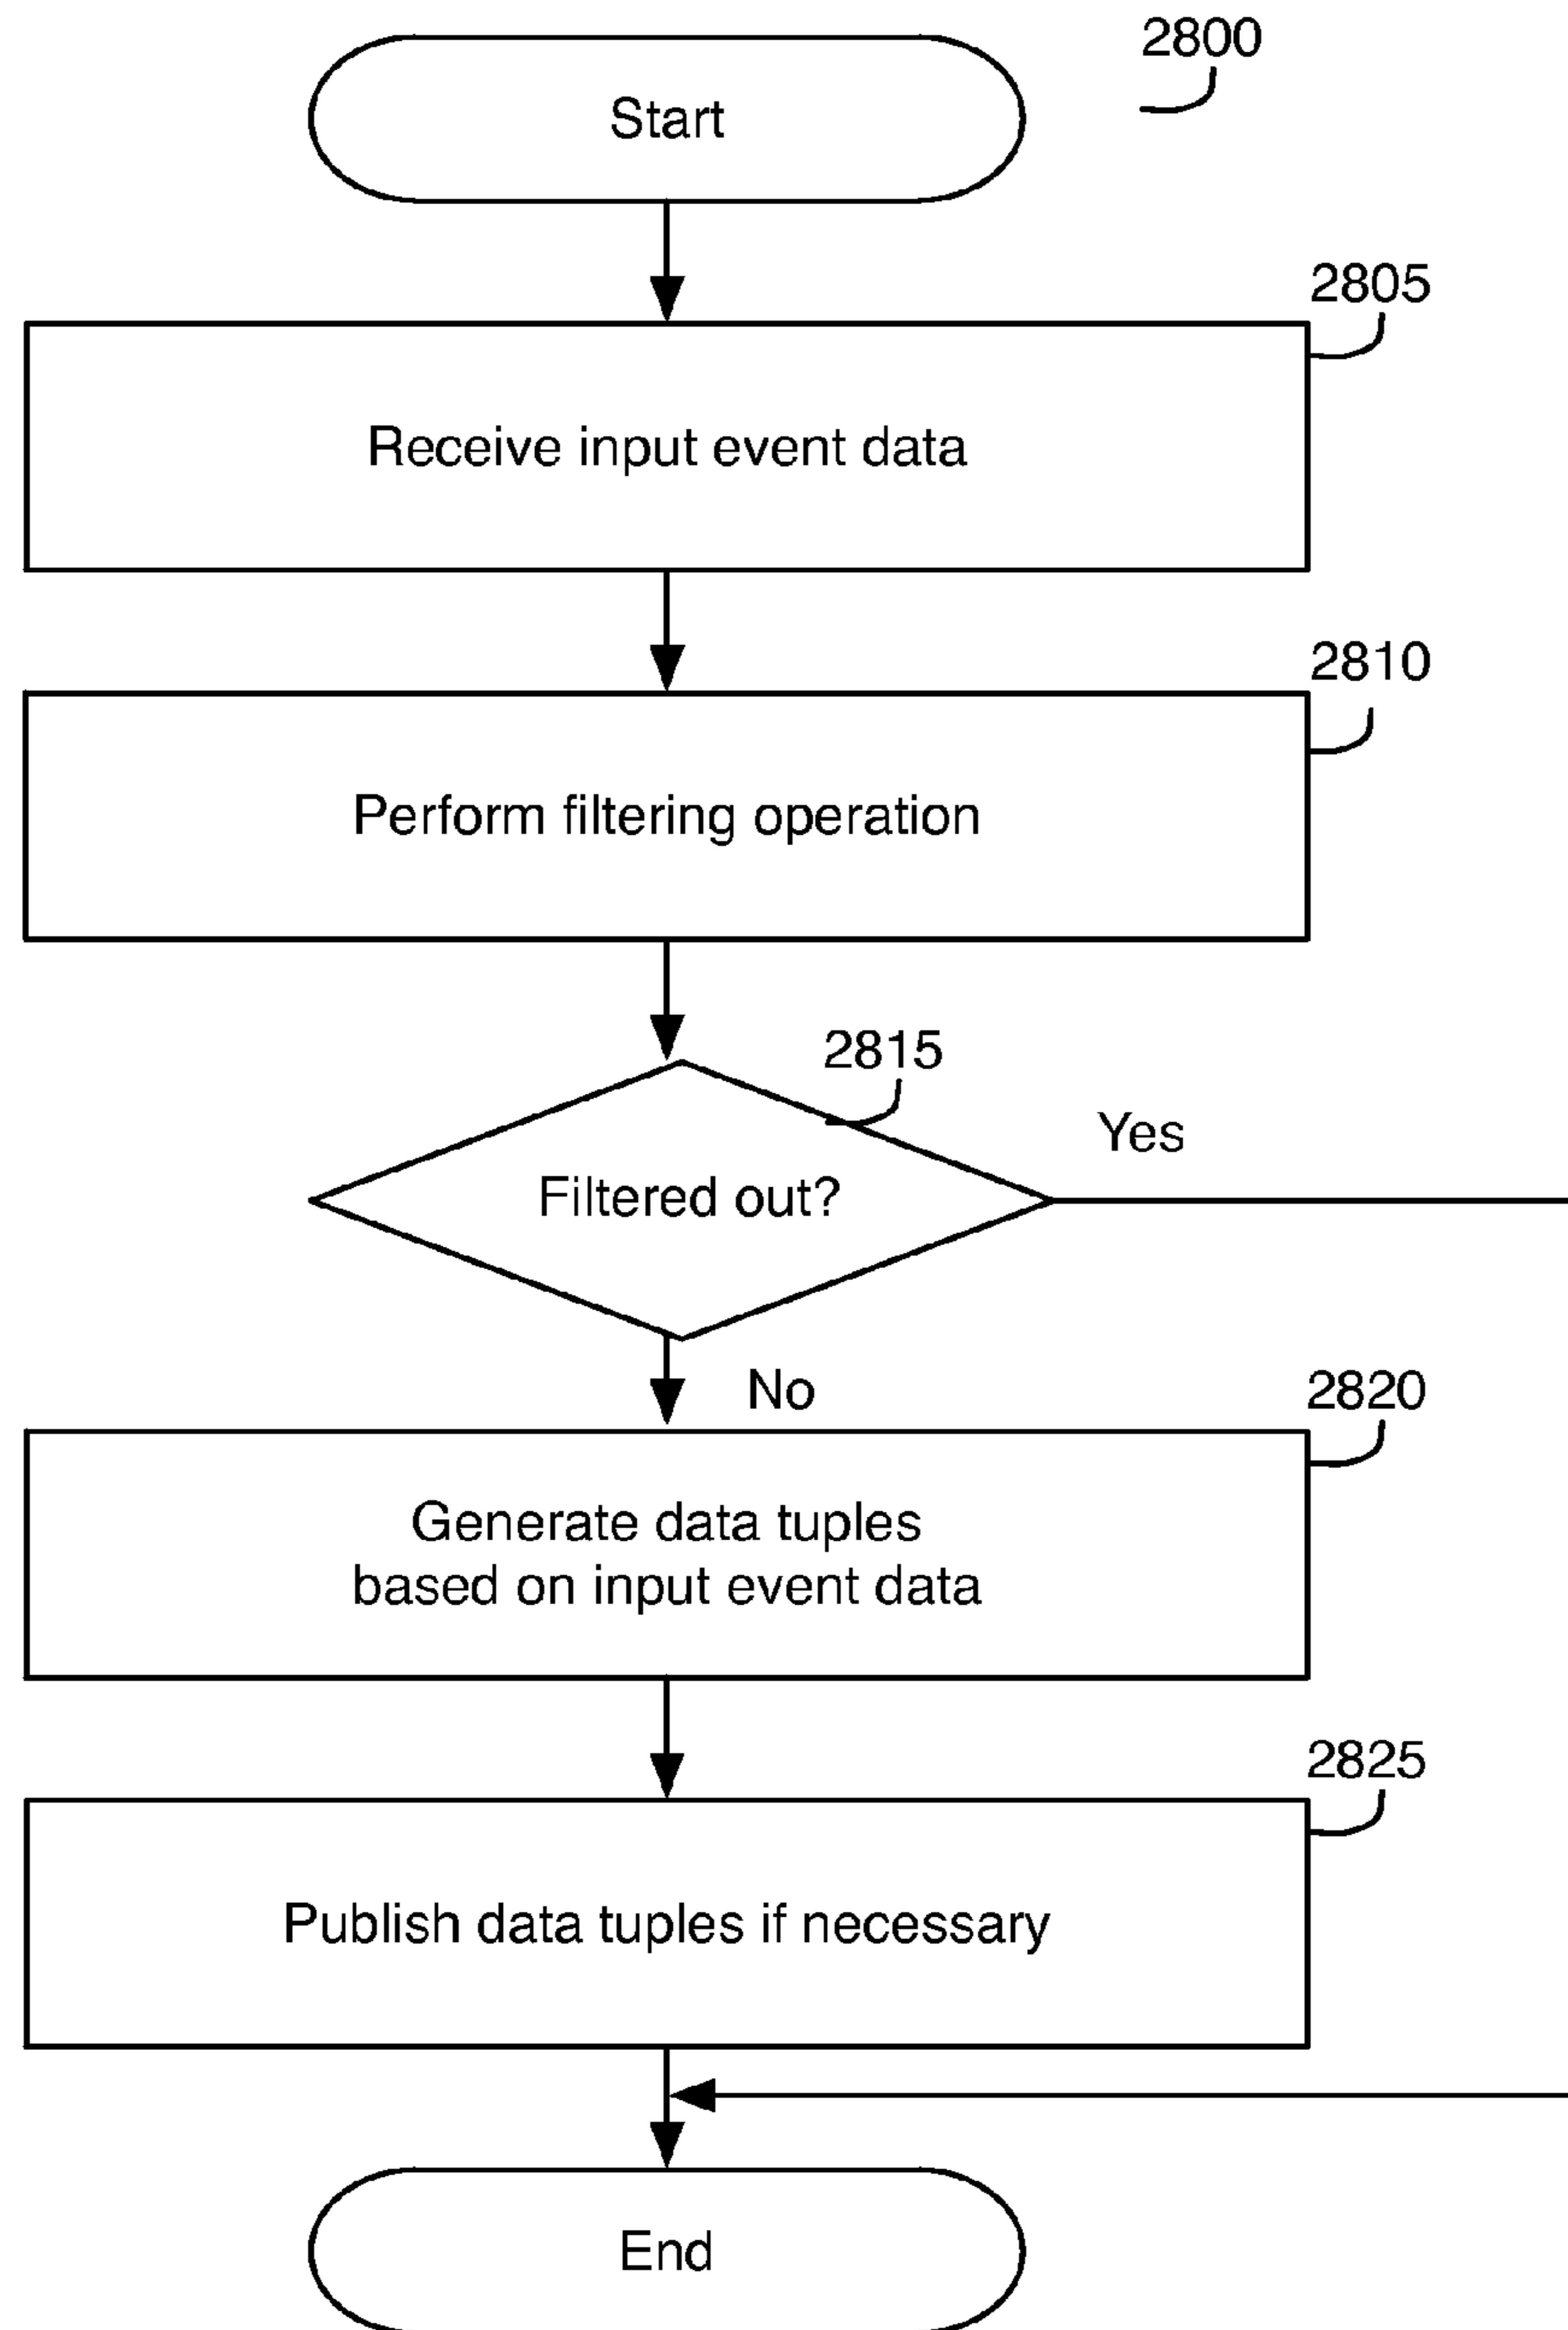 2800
Start
2805
Receive input event data
2810
Perform filtering operation
2815
Yes
Filtered out?
No
2820
Generate data tuples
based on input event data
2825
Publish data tuples if necessary
End